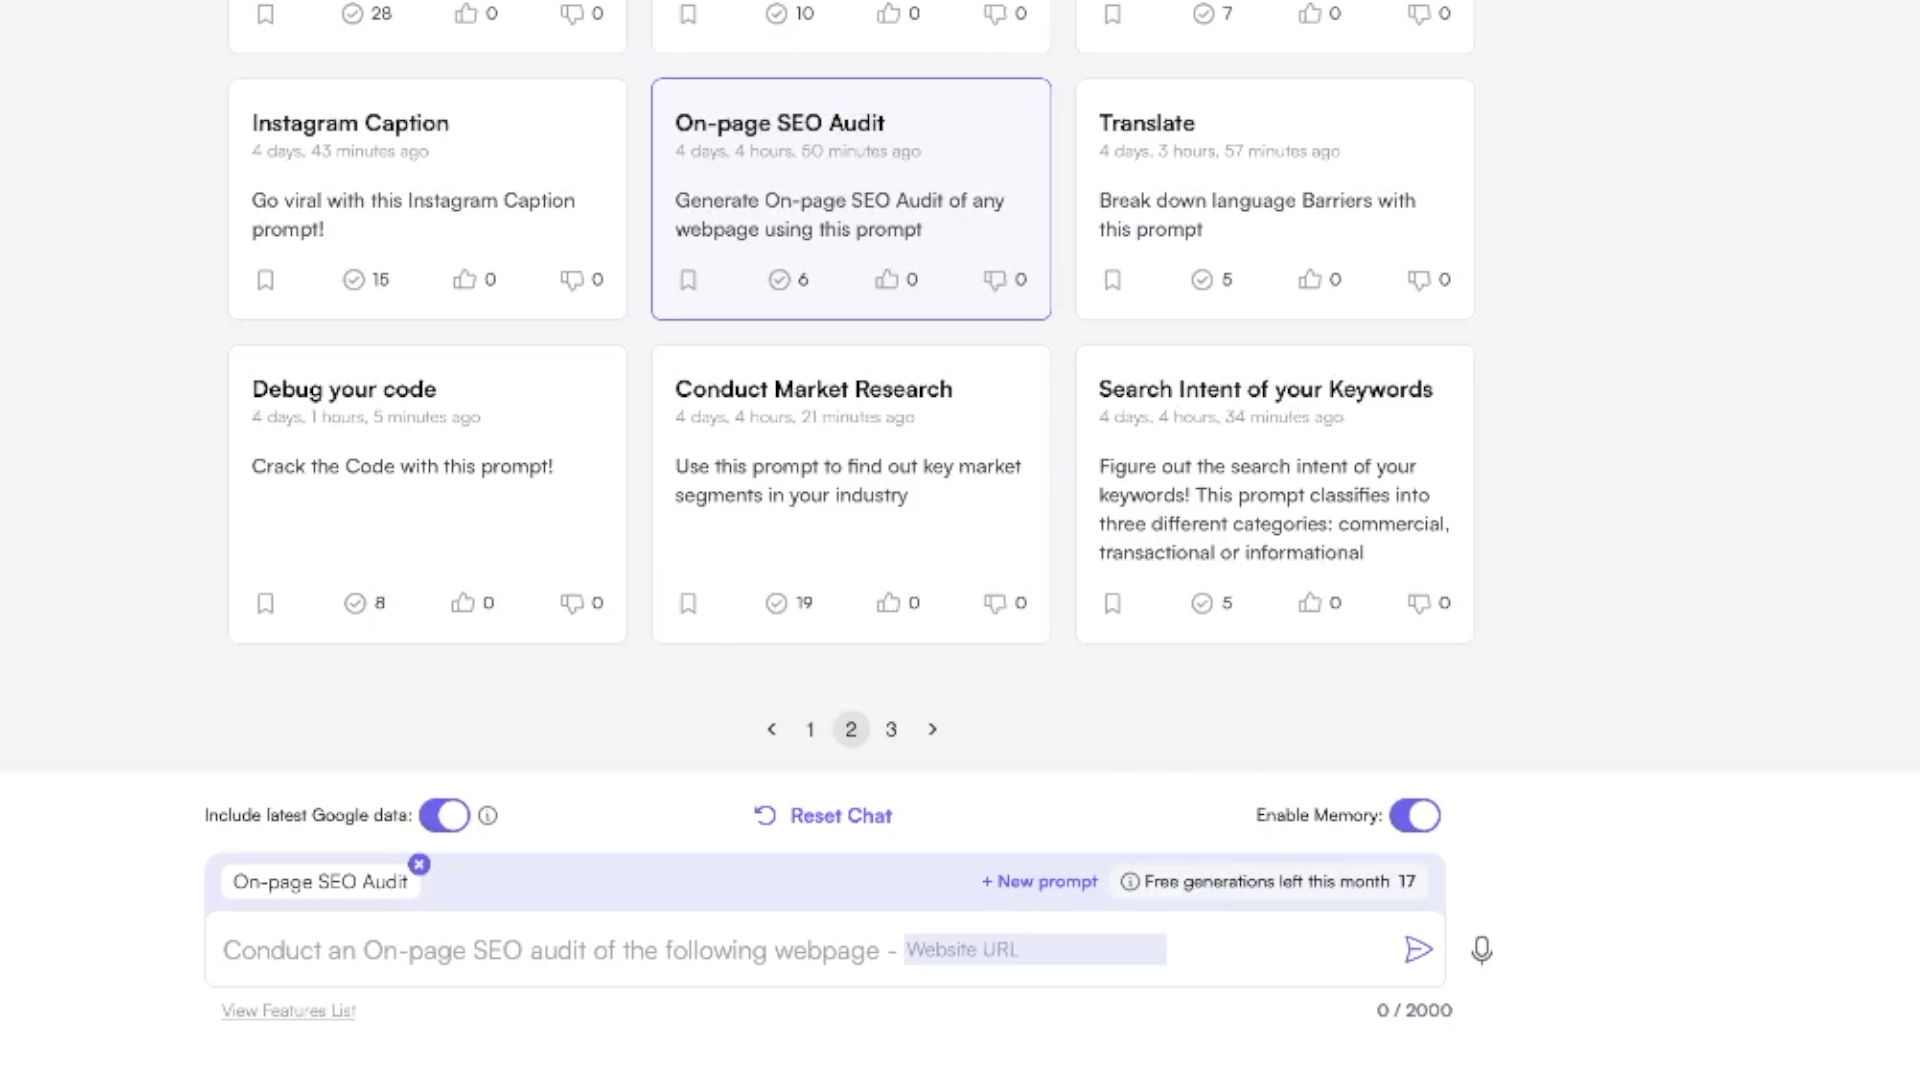 28 0 0 10 0 0 7 0 0
Instagram Caption
4 days, 43 minutes ago
Go viral with this Instagram Caption
prompt!
15 0 0
On-page SEO Audit
4 days, 4 hours, 50 minutes ago
Generate On-page SEO Audit of any
webpage using this prompt
6 0 0
Translate
4 days, 3 hours, 57 minutes ago
Break down language Barriers with
this prompt
5 0 0
Debug your code
4 days, 1 hours, 5 minutes ago
Crack the Code with this prompt!
8 0 0
Conduct Market Research
4 days, 4 hours, 21 minutes ago
Use this prompt to find out key market
segments in your industry
19 0 0
Search Intent of your Keywords
4 days, 4 hours, 34 minutes ago
Figure out the search intent of your
keywords! This prompt classifies into
three different categories: commercial,
transactional or informational
5 0 0
1 2 3
Include latest Google data: Reset Chat Enable Memory:
On-page SEO Audit + New prompt Free generations left this month 17
Conduct an On-page SEO audit of the following webpage - Website URL
View Features List 0 / 2000